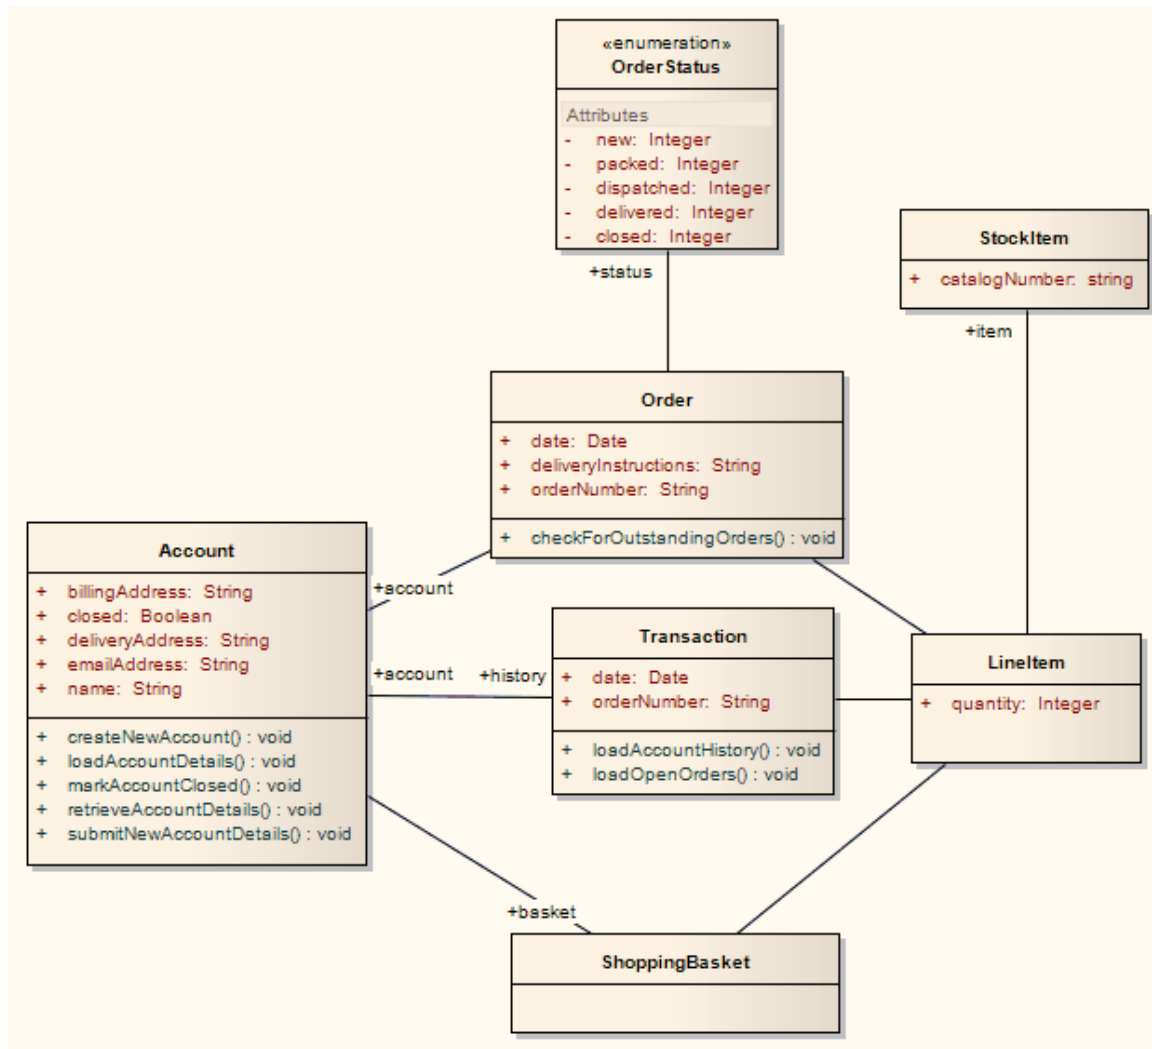 «enumeration»
OrderStatus
Attributes
- new: Integer
- packed: Integer
- dispatched: Integer
- delivered: Integer
- closed: Integer
+status
StockItem
+ catalogNumber: string
+item
Order
+ date: Date
+ deliveryInstructions: String
+ orderNumber: String
+ checkForOutstandingOrders() : void
Account
+ billingAddress: String
+ closed: Boolean
+ deliveryAddress: String
+ emailAddress: String
+ name: String
+ createNewAccount() : void
+ loadAccountDetails() : void
+ markAccountClosed() : void
+ retrieveAccountDetails() : void
+ submitNewAccountDetails() : void
+account
+account
+history
Transaction
+ date: Date
+ orderNumber: String
+ loadAccountHistory() : void
+ loadOpenOrders() : void
LineItem
+ quantity: Integer
+basket
ShoppingBasket